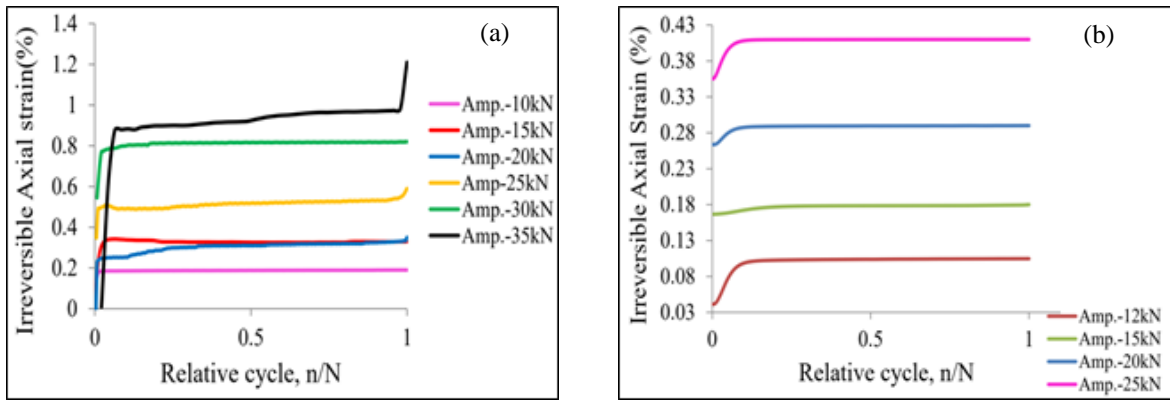 (a)
Irreversible Axial strain(%)
1.4
1.2
1
0.8
0.6
0.4
0.2
0
0
0.5
1
Relative cycle, n/N
Amp.-10kN
Amp.-15kN
Amp.-20kN
Amp-25kN
Amp.-30kN
Amp.-35kN
(b)
Irreversible Axial Strain (%)
0.43
0.38
0.33
0.28
0.23
0.18
0.13
0.08
0.03
0
0.5
1
Relative cycle, n/N
Amp.-12kN
Amp.-15kN
Amp.-20kN
Amp.-25kN